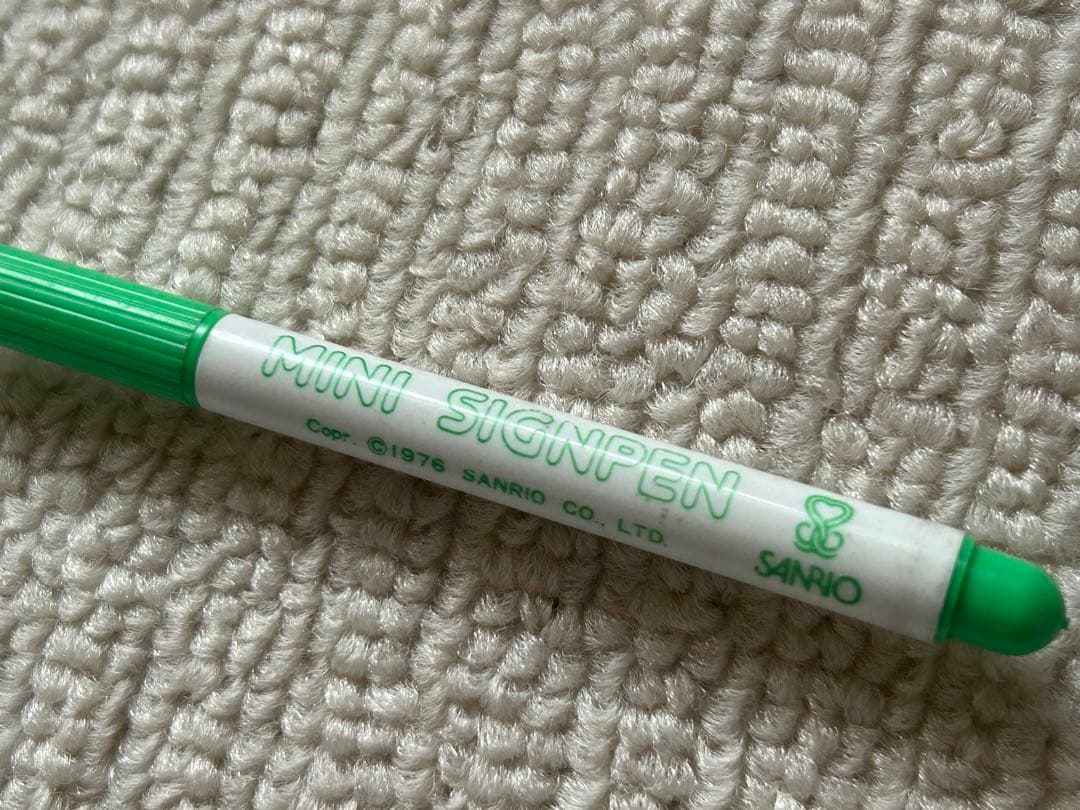 MINI SIGNPEN
Copr. ©1976 SANRIO CO., LTD.
SANRIO